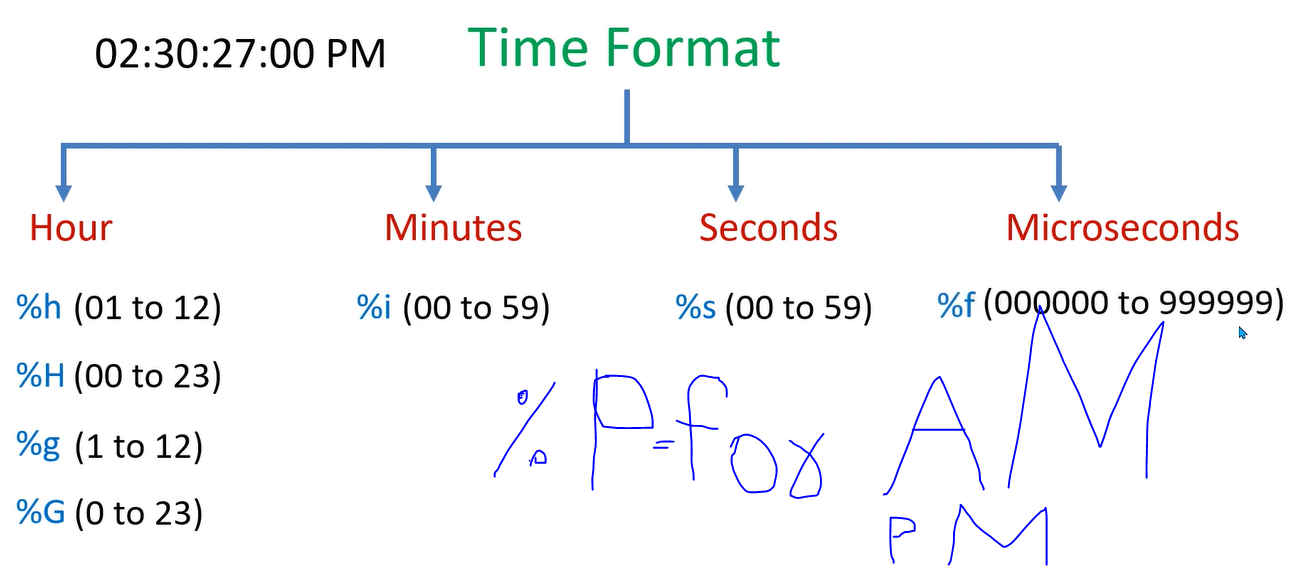 02:30:27:00 PM
Time Format
Hour
Minutes
Seconds
Microseconds
%h (01 to 12)
%i (00 to 59)
%s (00 to 59)
%f (000000 to 999999)
%H (00 to 23)
%g (1 to 12)
%G (0 to 23)
% P = for AM
PM